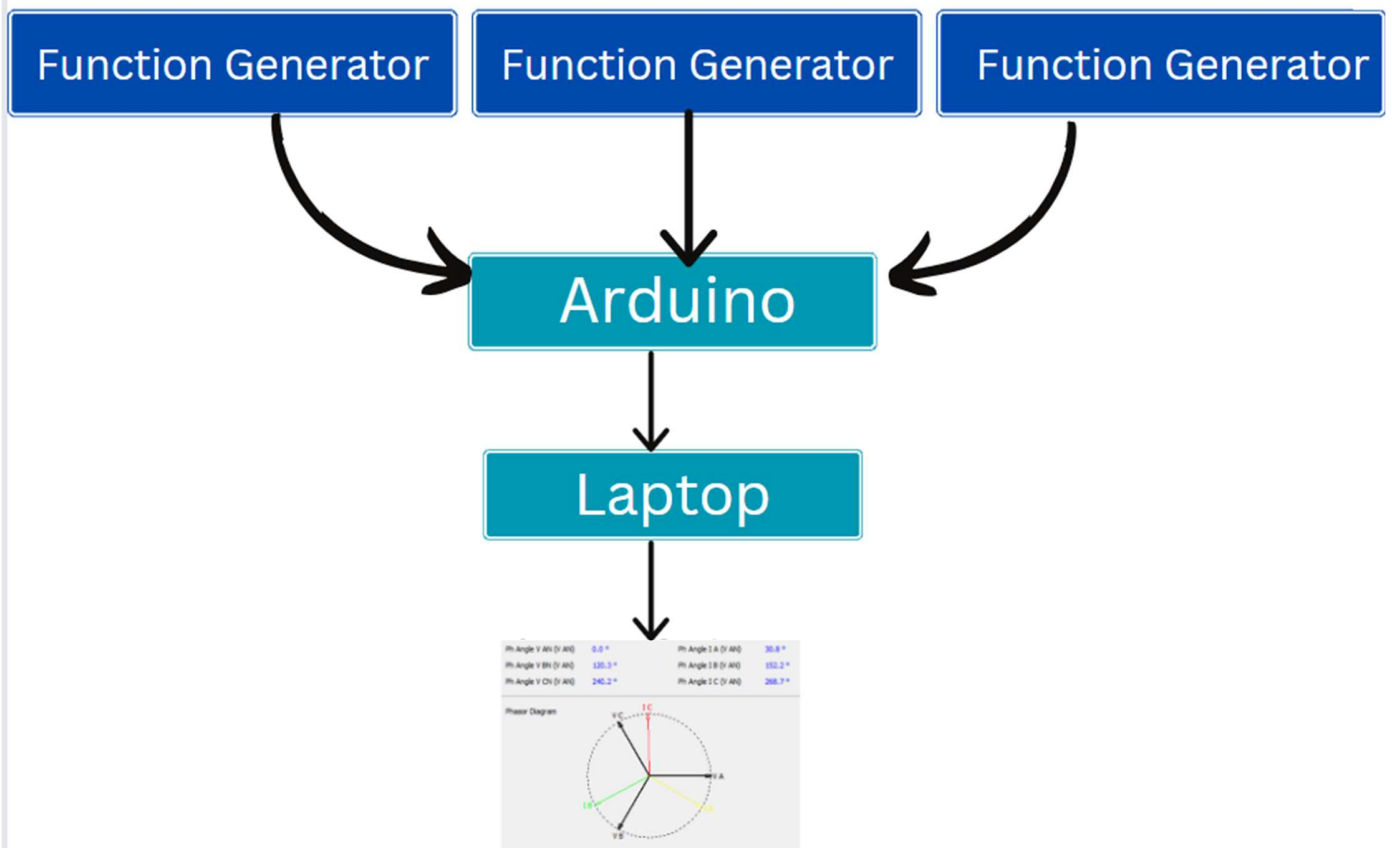 Function Generator
Function Generator
Function Generator
Arduino
Laptop
Ph Angle V AN (V AN) 0.0 ° Ph Angle I A (V AN) 30.8 °
Ph Angle V BN (V AN) 120.3 ° Ph Angle I B (V AN) 152.2 °
Ph Angle V CN (V AN) 240.2 ° Ph Angle I C (V AN) 268.7 °
Phasor Diagram
I C
V C
V A
I B
V B